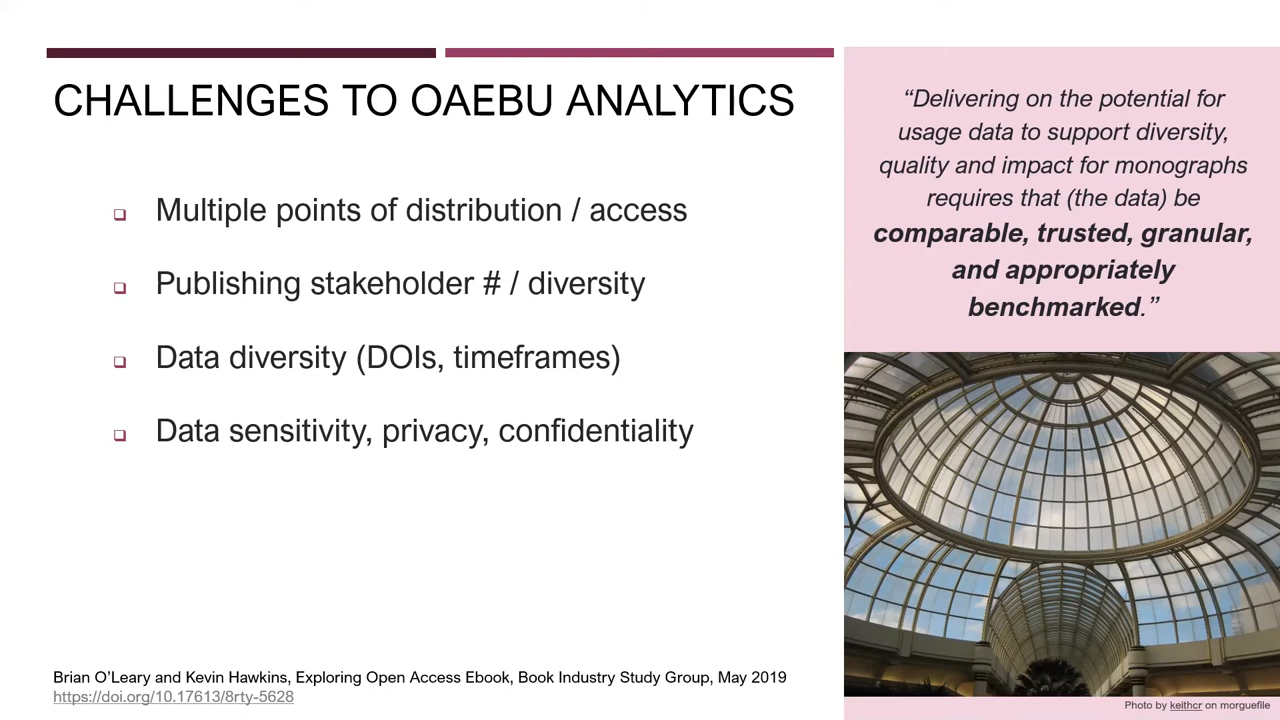 CHALLENGES TO OAEBU ANALYTICS
Multiple points of distribution / access
Publishing stakeholder # / diversity
Data diversity (DOIs, timeframes)
Data sensitivity, privacy, confidentiality
Brian O’Leary and Kevin Hawkins, Exploring Open Access Ebook, Book Industry Study Group, May 2019
https://doi.org/10.17613/8rty-5628
“Delivering on the potential for
usage data to support diversity,
quality and impact for monographs
requires that (the data) be
comparable, trusted, granular,
and appropriately
benchmarked.”
Photo by keithcr on morguefile